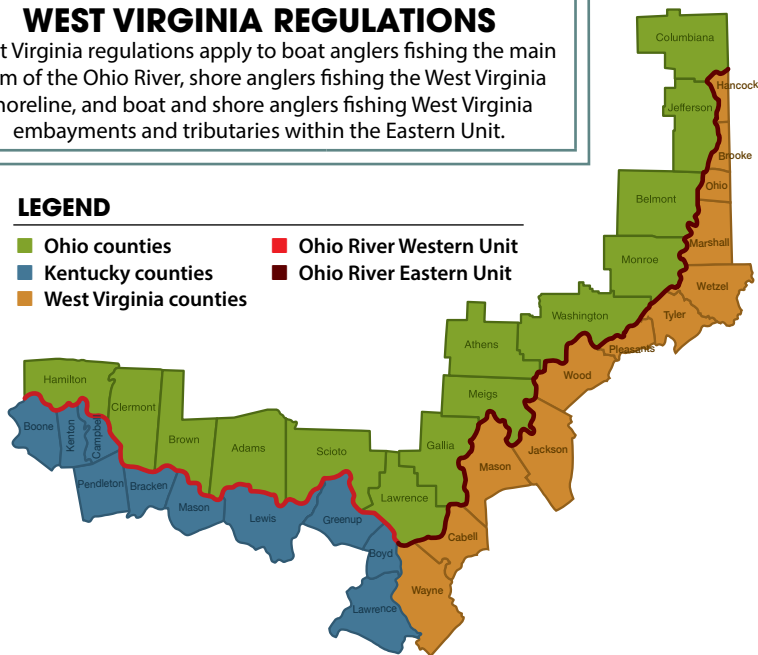 WEST VIRGINIA REGULATIONS
t Virginia regulations apply to boat anglers fishing the main
m of the Ohio River, shore anglers fishing the West Virginia
horeline, and boat and shore anglers fishing West Virginia
embayments and tributaries within the Eastern Unit.
LEGEND
Ohio counties
Kentucky counties
West Virginia counties
Ohio River Western Unit
Ohio River Eastern Unit
Columbiana
Hancock
Jefferson
Brooke
Ohio
Belmont
Marshall
Monroe
Wetzel
Washington
Tyler
Athens
Pleasants
Wood
Meigs
Hamilton
Clermont
Boone
Kenton
Campbell
Brown
Adams
Scioto
Gallia
Jackson
Mason
Pendleton
Bracken
Mason
Lewis
Greenup
Lawrence
Cabell
Boyd
Wayne
Lawrence